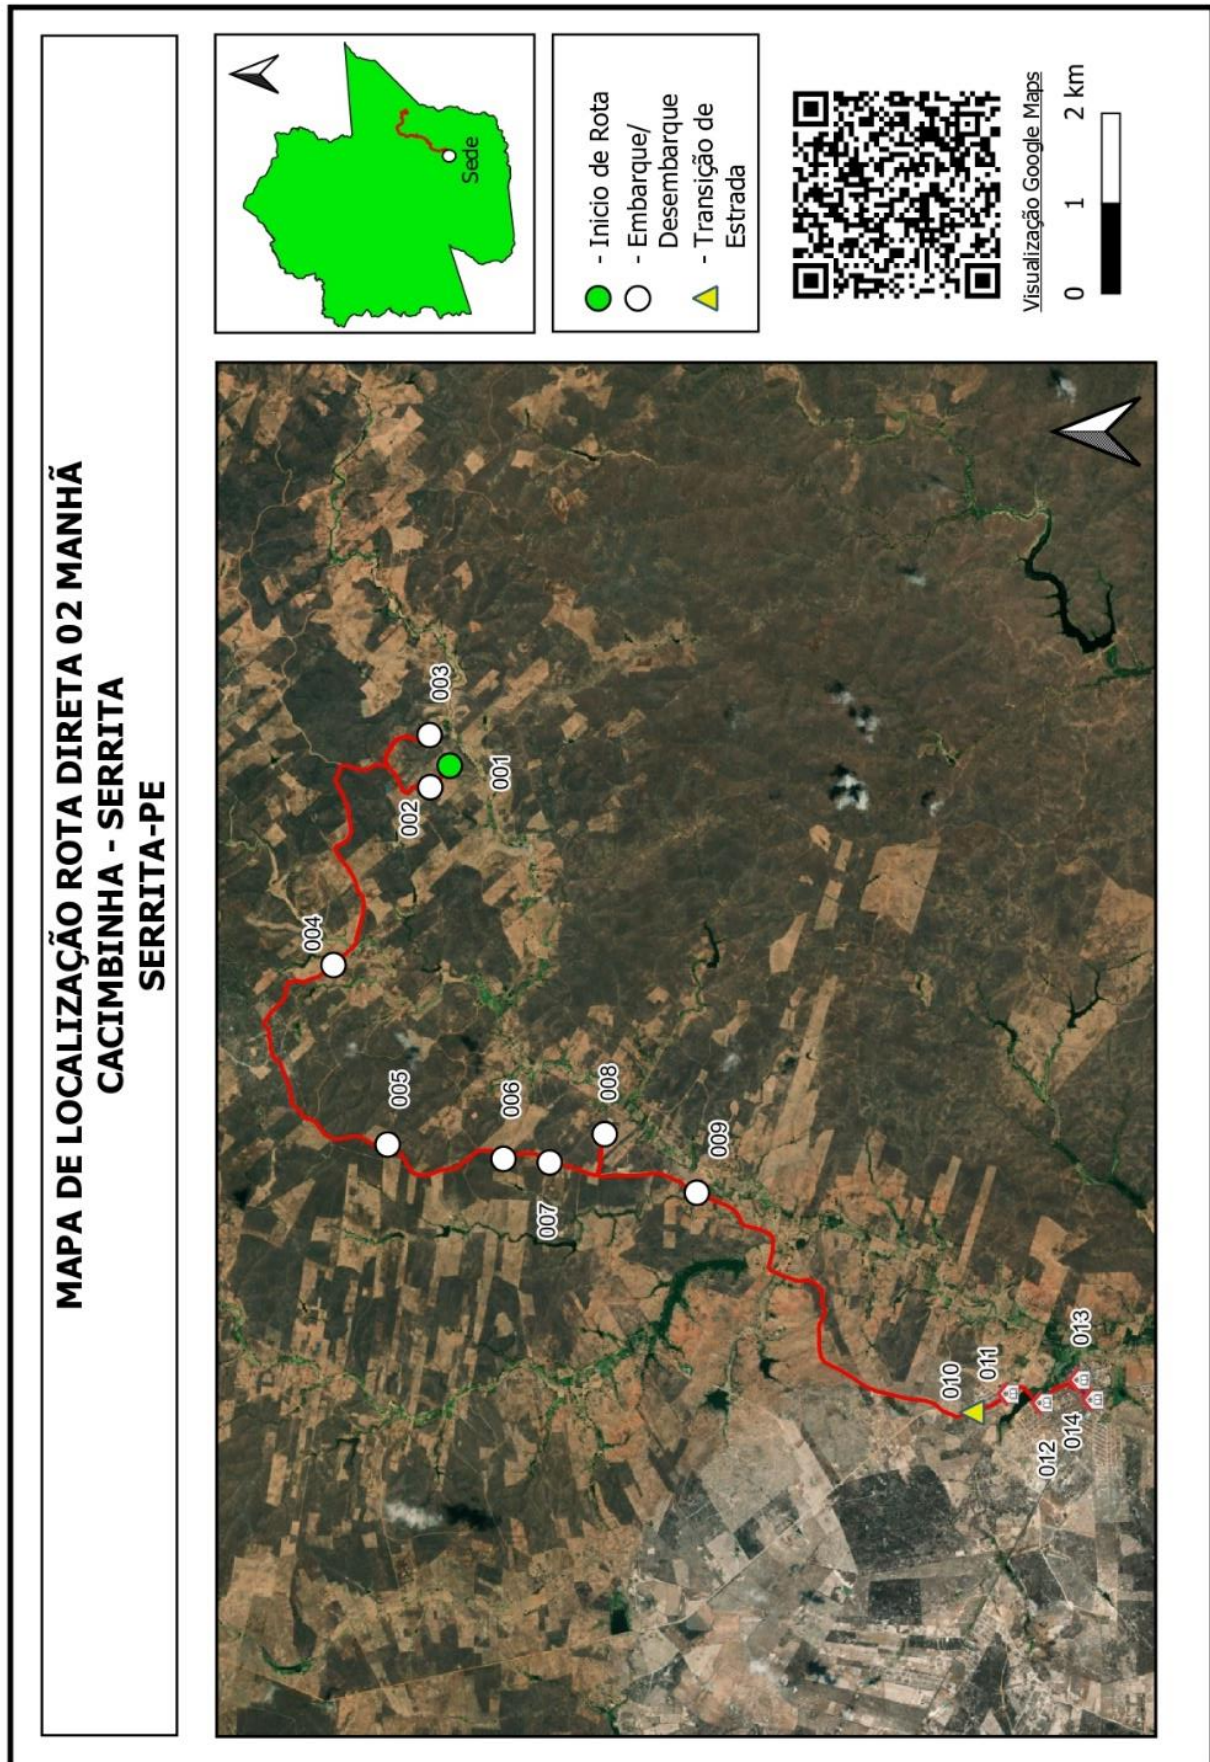 MAPA DE LOCALIZAÇÃO ROTA DIRETA 02 MANHÃ
CACIMBINHA - SERRITA
SERRITA-PE
Sede
- Inicio de Rota
- Embarque/
Desembarque
- Transição de
Estrada
Visualização Google Maps
0 1 2 km
001
002
003
004
005
006
007
008
009
010
011
012
013
014